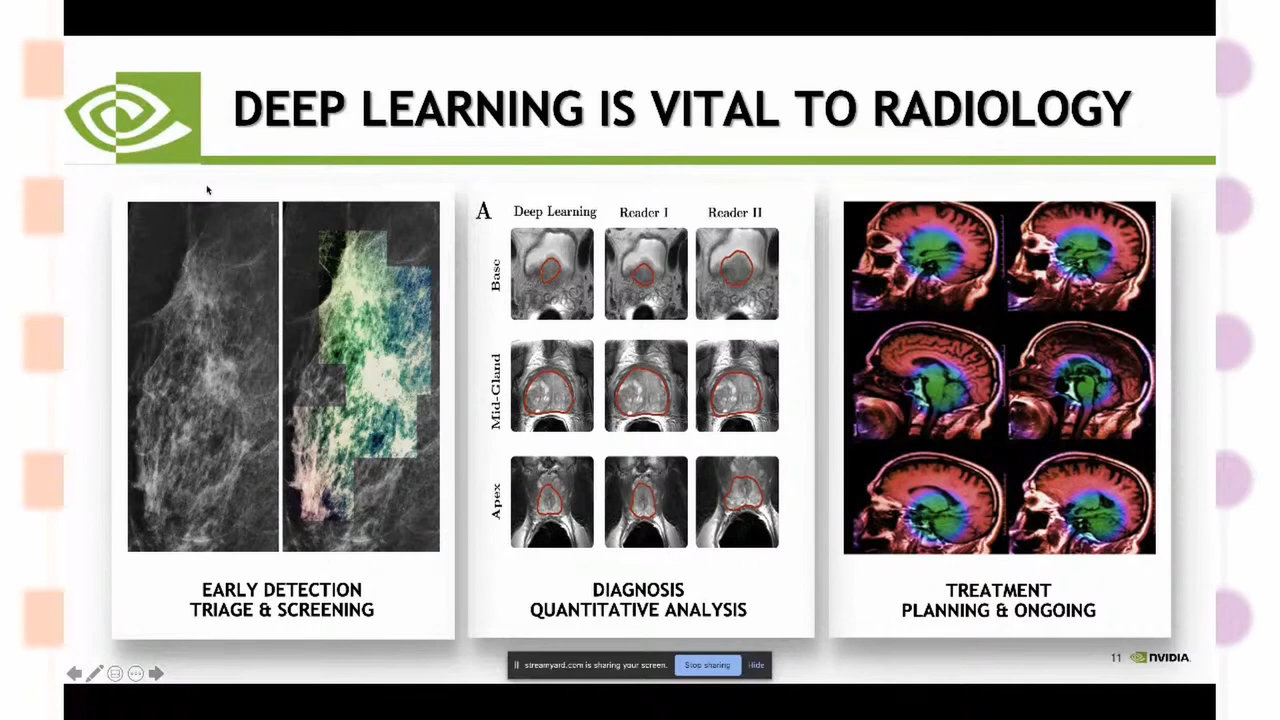 DEEP LEARNING IS VITAL TO RADIOLOGY
A
Deep Learning
Reader I
Reader II
Base
Mid-Gland
Apex
EARLY DETECTION
TRIAGE & SCREENING
DIAGNOSIS
QUANTITATIVE ANALYSIS
TREATMENT
PLANNING & ONGOING
streamyard.com is sharing your screen.
Stop sharing
Hide
11
NVIDIA.